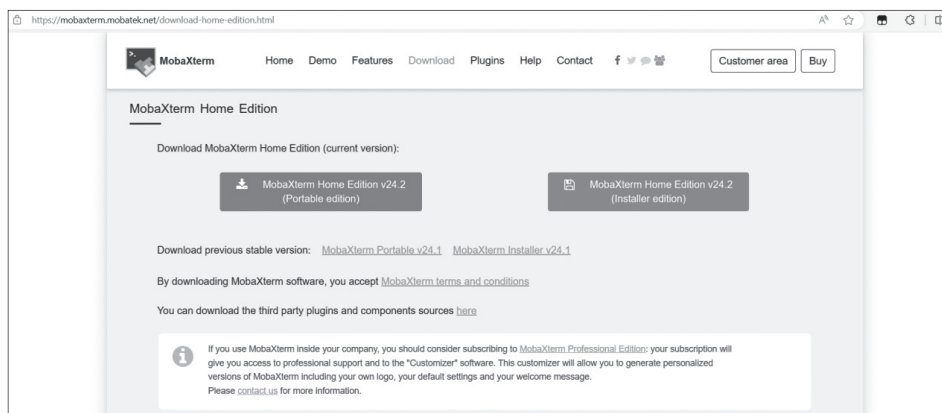 https://mobaxterm.mobatek.net/download-home-edition.html
MobaXterm Home Demo Features Download Plugins Help Contact Customer area Buy
MobaXterm Home Edition
Download MobaXterm Home Edition (current version):
MobaXterm Home Edition v24.2
(Portable edition)
MobaXterm Home Edition v24.2
(Installer edition)
Download previous stable version: MobaXterm Portable v24.1 MobaXterm Installer v24.1
By downloading MobaXterm software, you accept MobaXterm terms and conditions
You can download the third party plugins and components sources here
If you use MobaXterm inside your company, you should consider subscribing to MobaXterm Professional Edition: your subscription will
give you access to professional support and to the "Customizer" software. This customizer will allow you to generate personalized
versions of MobaXterm including your own logo, your default settings and your welcome message.
Please contact us for more information.